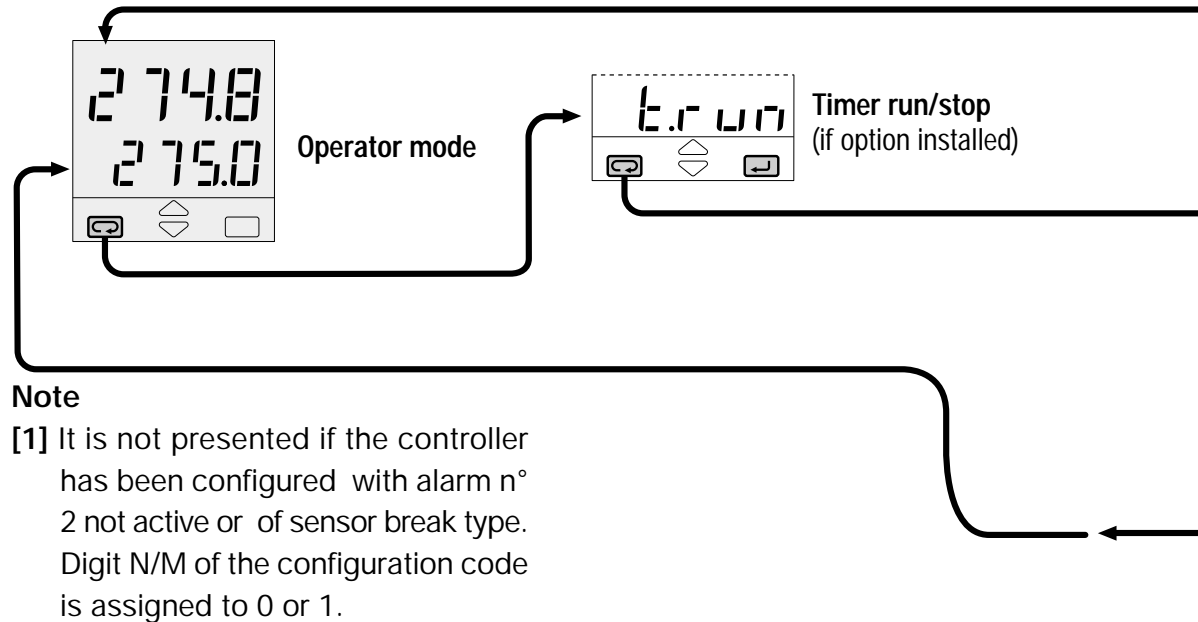 274.8
275.0
Operator mode
t.run
Timer run/stop
(if option installed)
Note
[1] It is not presented if the controller
has been configured with alarm n°
2 not active or of sensor break type.
Digit N/M of the configuration code
is assigned to 0 or 1.